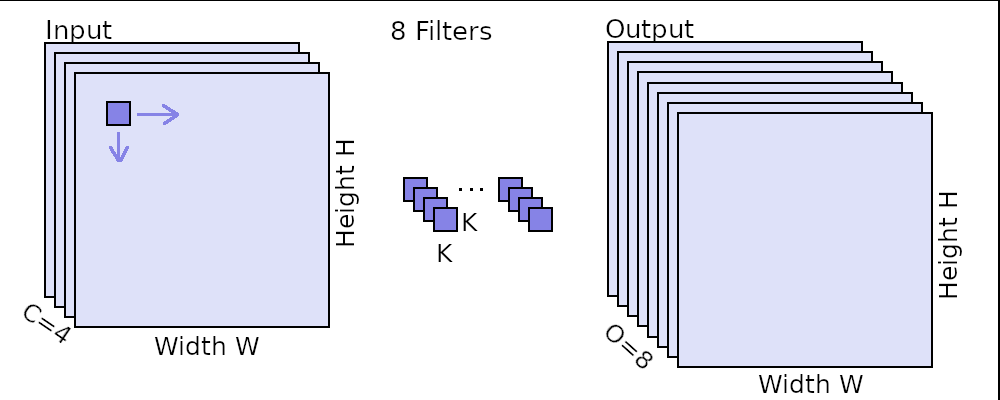 Input
8 Filters
Output
Height H
...
K
K
Height H
C=4
Width W
O=8
Width W